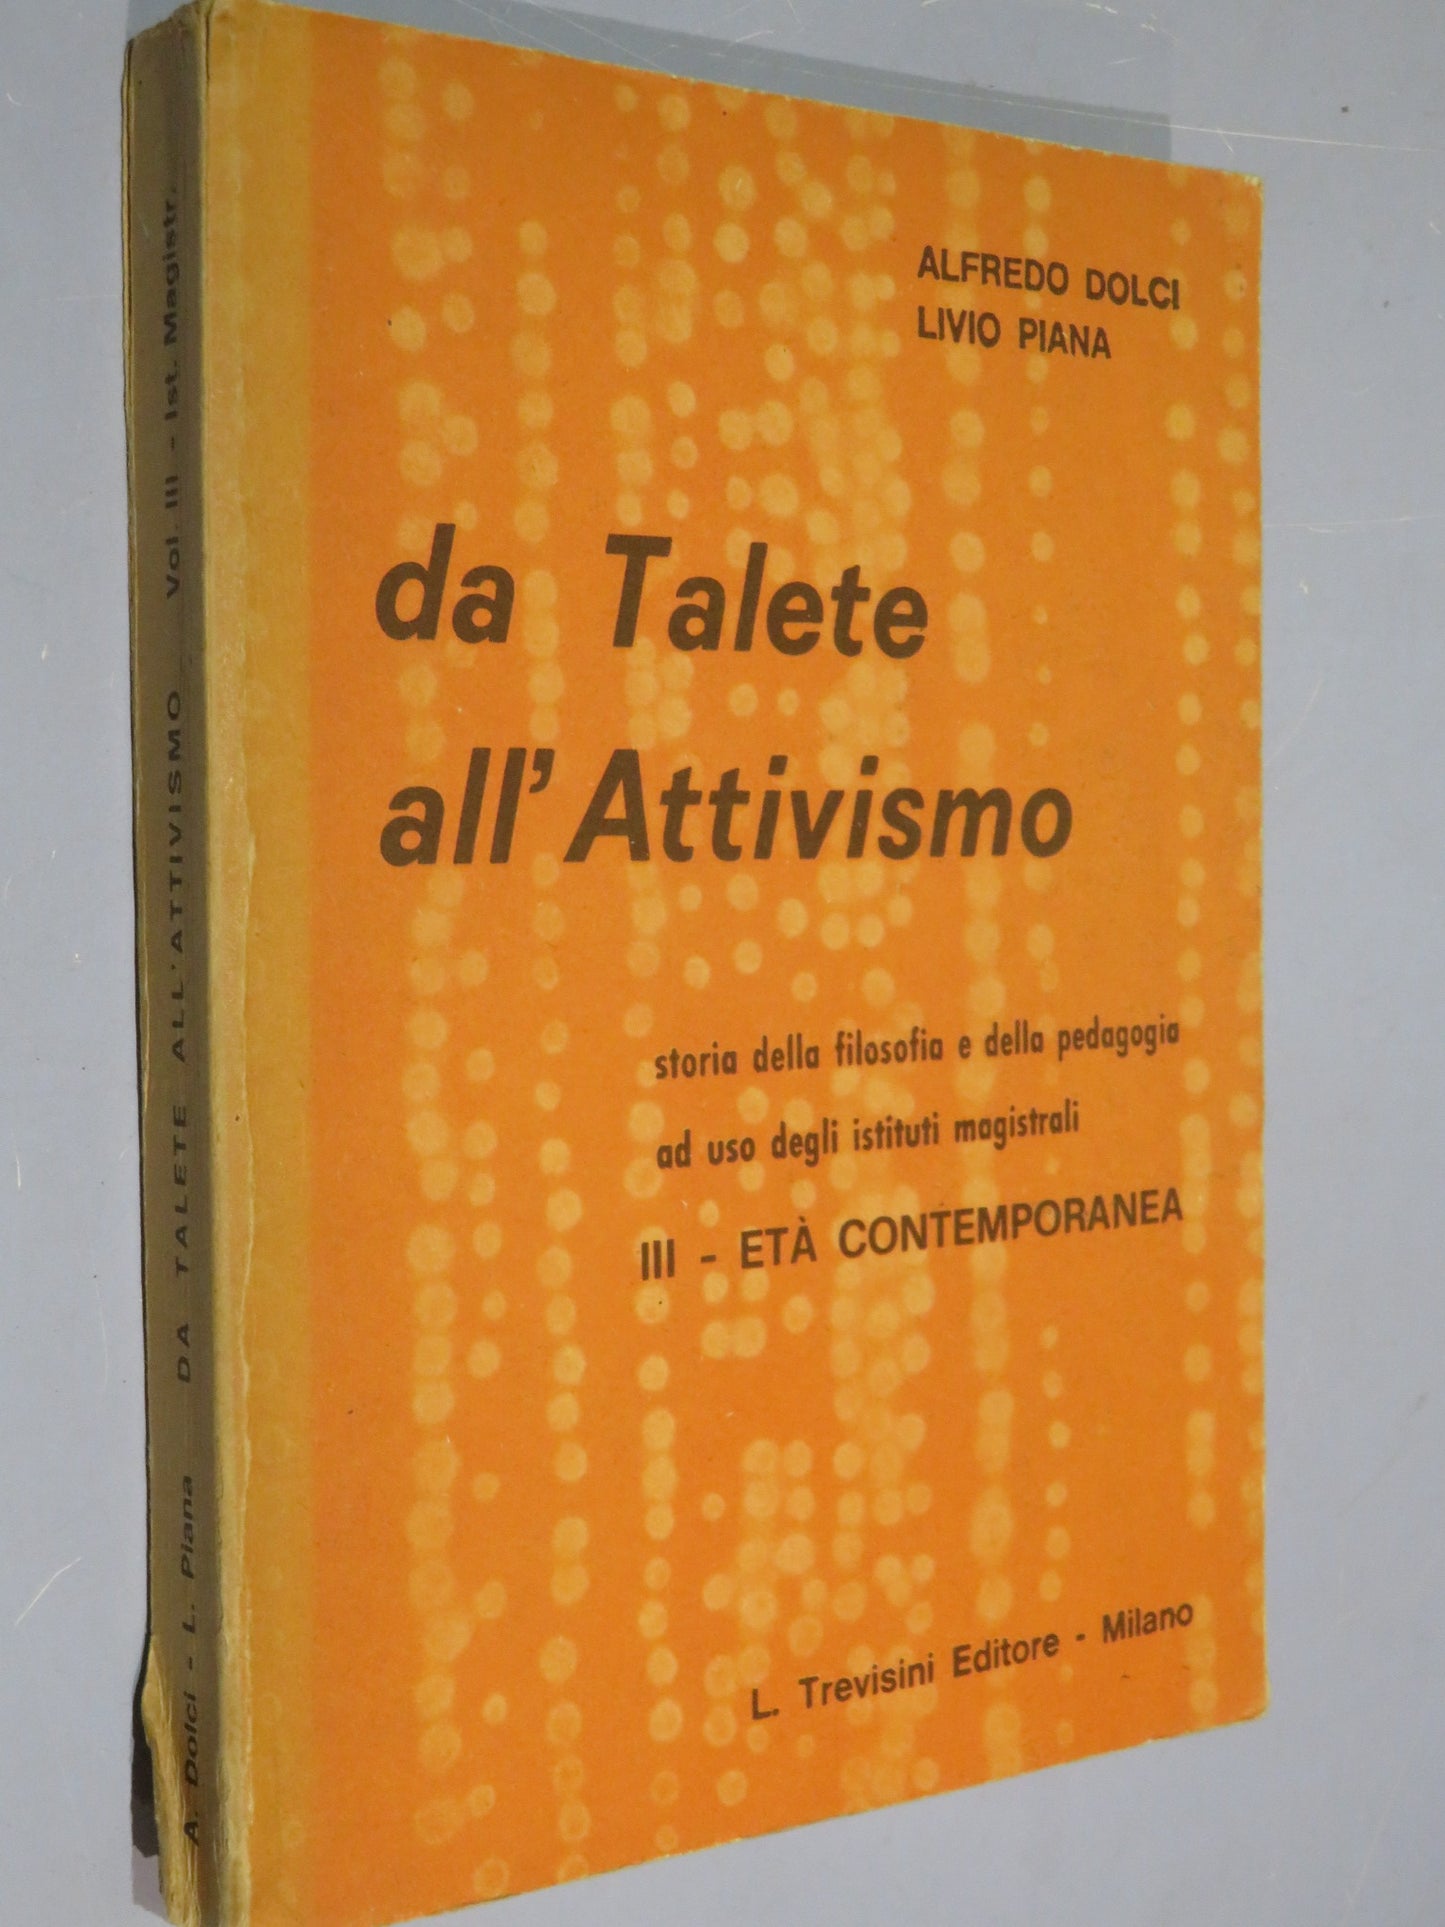 ALFREDO DOLCI
LIVIO PIANA
da Talete
all'Attivismo
storia della filosofia e della pedagogia
ad uso degli istituti magistrali
III - ETÀ CONTEMPORANEA
L. Trevisini Editore - Milano
A. Dolci - L. Piana DA TALETE ALL'ATTIVISMO Vol. III - Ist. Magistr.